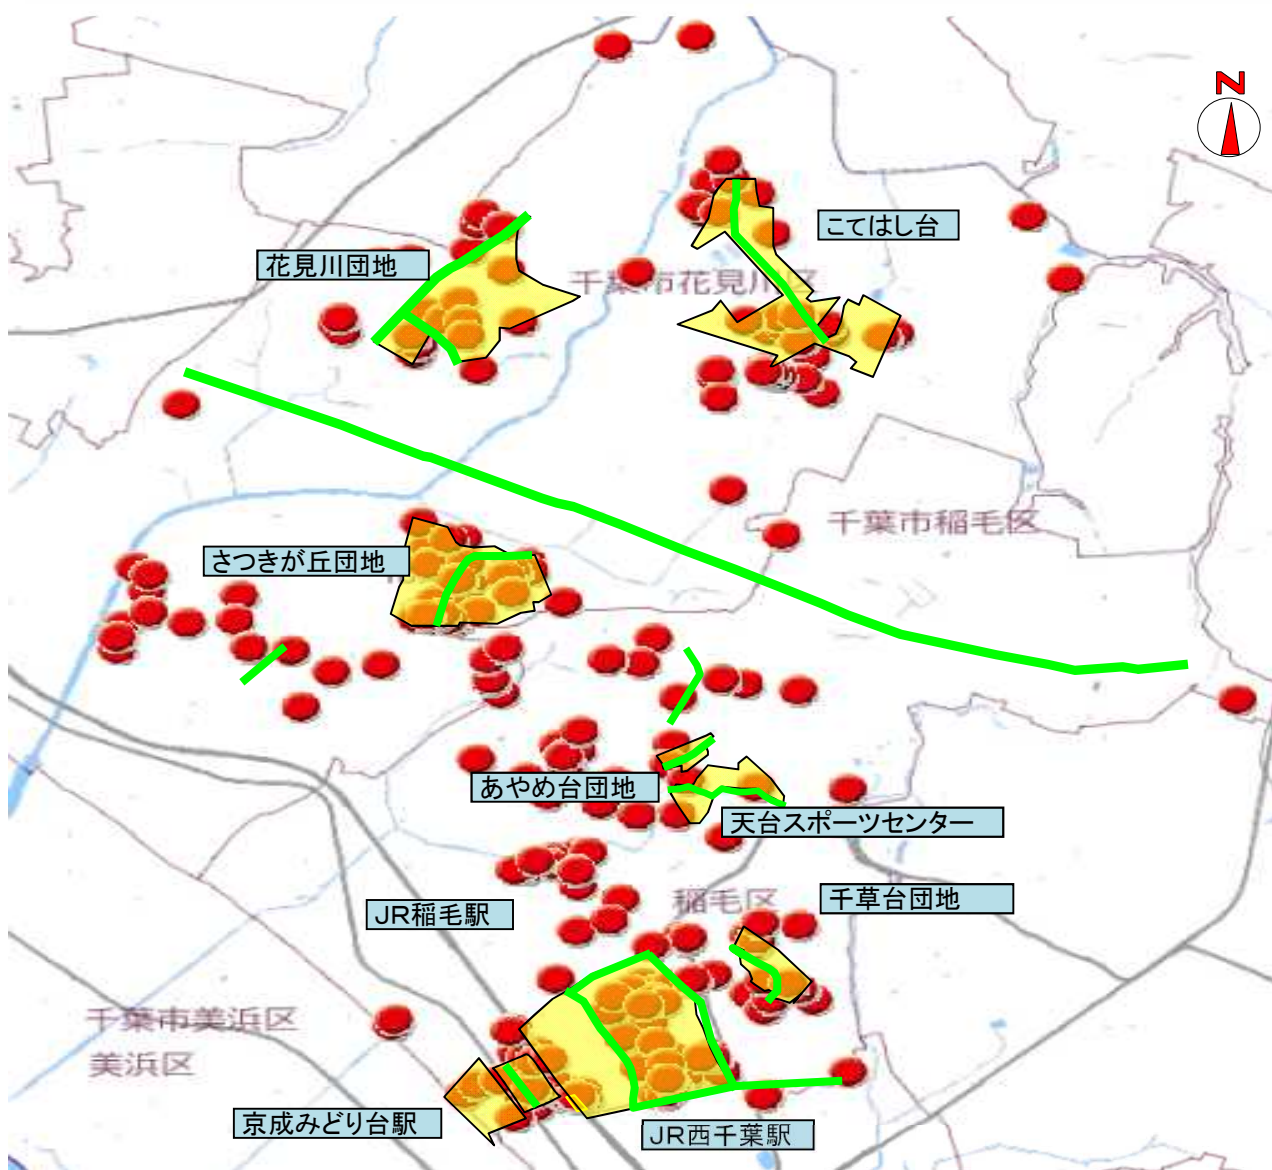 N
こてはし台
花見川団地
千葉市花見川区
千葉市稲毛区
さつきが丘団地
あやめ台団地
天台スポーツセンター
稲毛区
千草台団地
JR稲毛駅
千葉市美浜区
美浜区
京成みどり台駅
JR西千葉駅